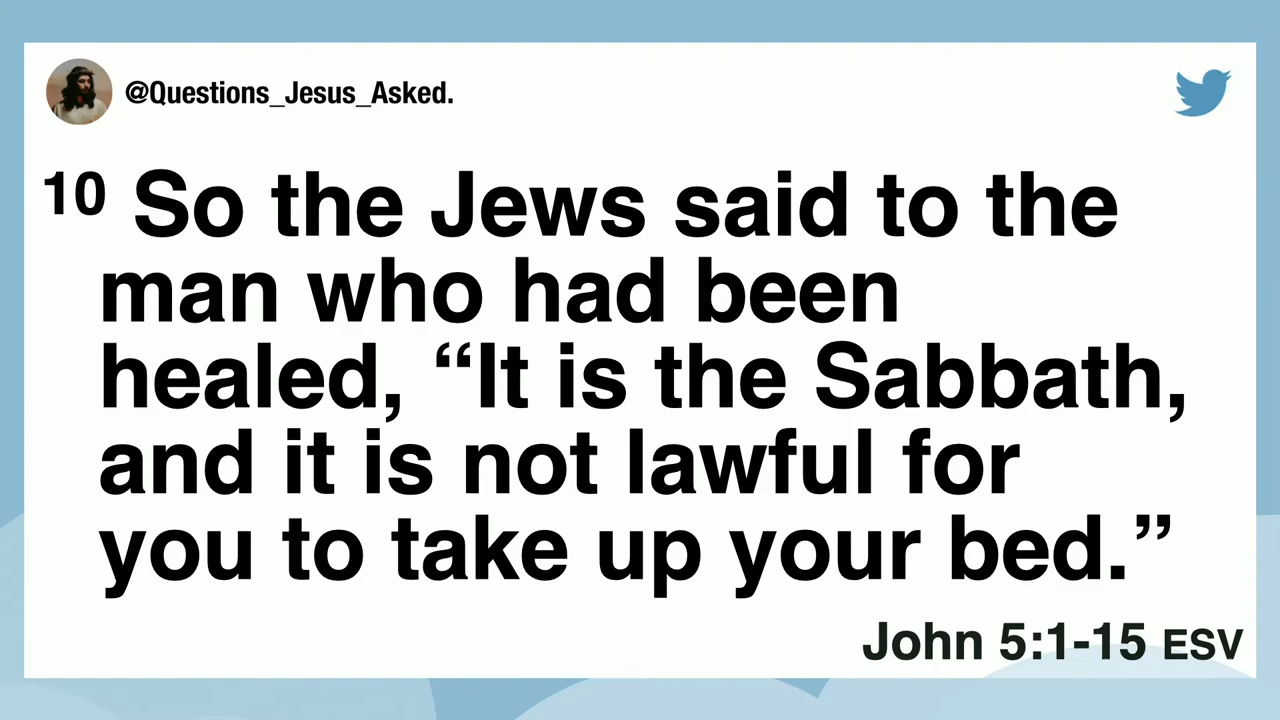 @Questions_Jesus_Asked.
10 So the Jews said to the
man who had been
healed, “It is the Sabbath,
and it is not lawful for
you to take up your bed.”
John 5:1-15 ESV